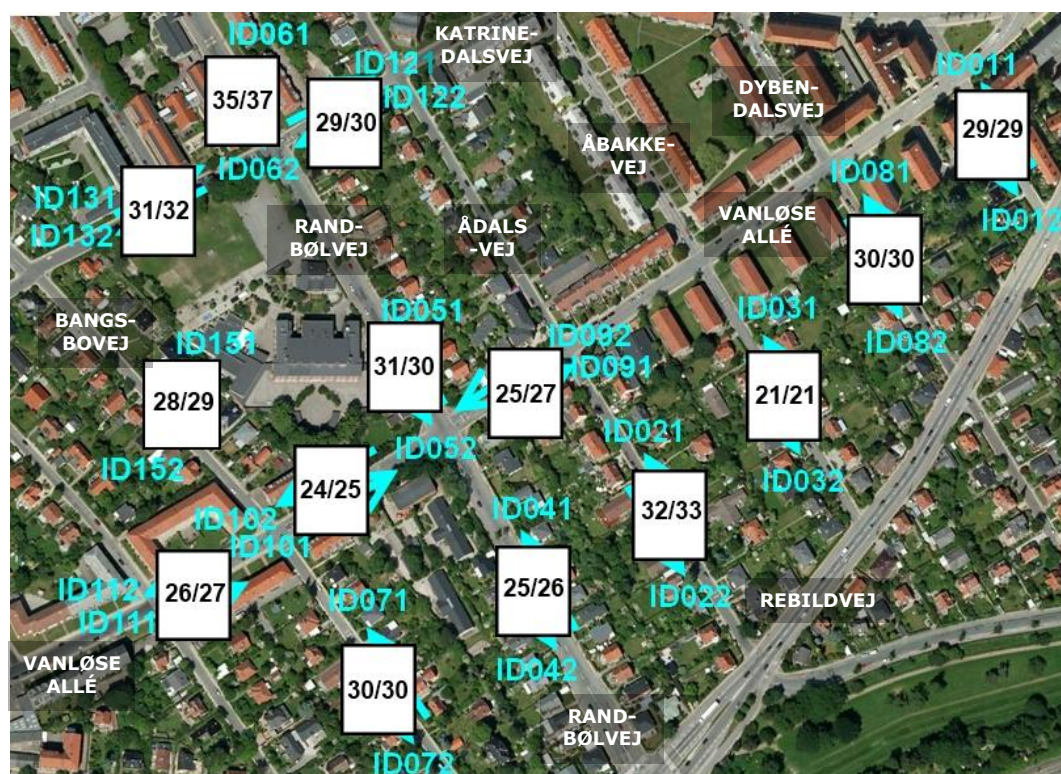 ID061
KATRINE-
DALSVEJ
ID121
ID122
35/37
29/30
ID062
ID011
29/29
ID012
DYBEN-
DALSVEJ
ÅBAKKE-
VEJ
ID081
30/30
ID082
VANLØSE
ALLÉ
ID131
ID132
31/32
RAND-
BØLVEJ
ÅDALS
-VEJ
BANGS-
BOVEJ
ID151
28/29
ID152
ID051
31/30
ID052
ID092
ID091
25/27
ID031
21/21
ID032
ID021
32/33
ID022
24/25
ID102
ID101
ID041
25/26
ID042
ID112
ID111
26/27
ID071
30/30
ID072
REBILDVEJ
VANLØSE
ALLÉ
RAND-
BØLVEJ